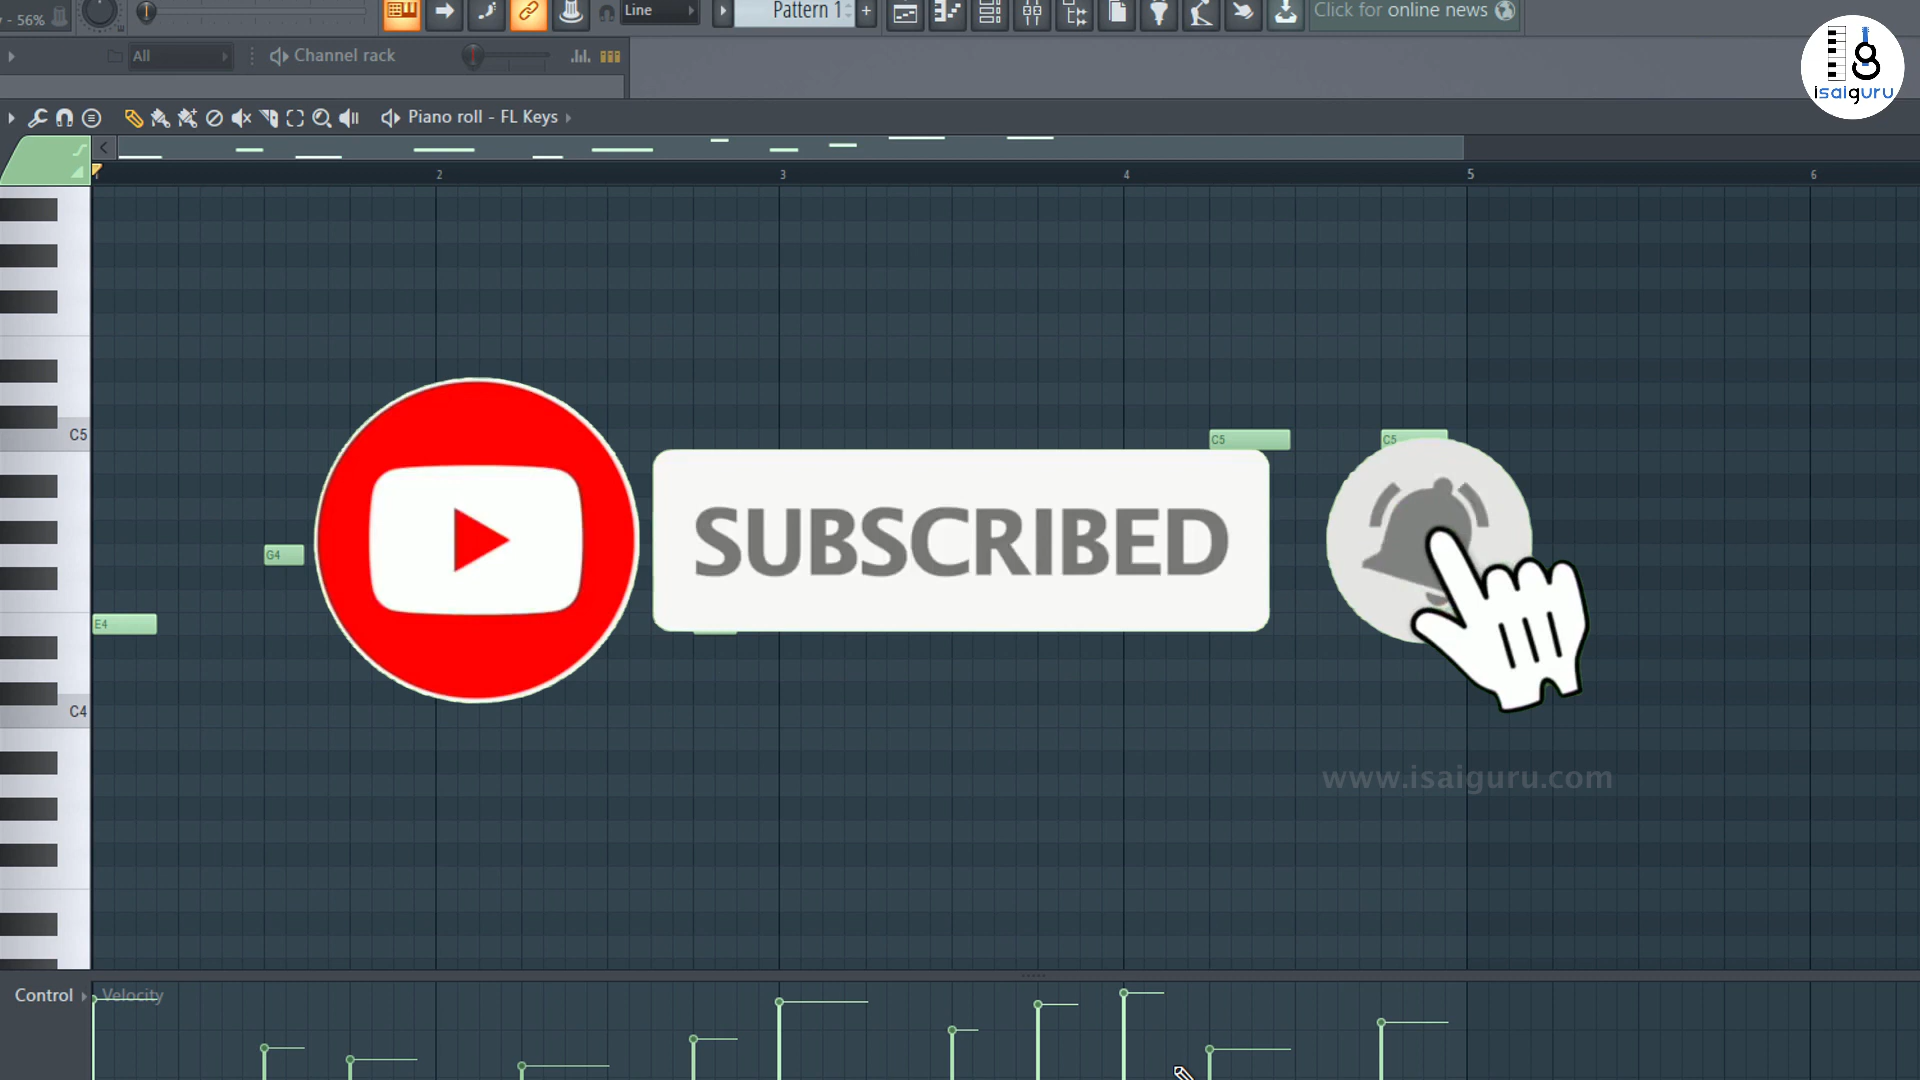 - 56%
Line
Pattern 1
+
Click for online news
All
Channel rack
isaiguru
Piano roll - FL Keys
2
3
4
5
6
C5
C5
C5
G4
SUBSCRIBED
E4
C4
www.isaiguru.com
Control
Velocity